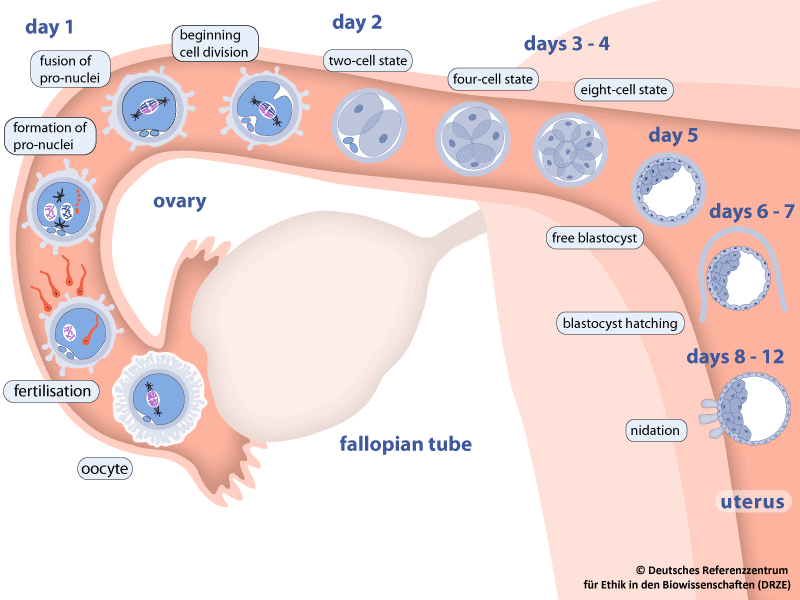 day 1
fusion of
pro-nuclei
formation of
pro-nuclei
beginning
cell division
day 2
two-cell state
days 3 - 4
four-cell state
eight-cell state
day 5
days 6 - 7
ovary
free blastocyst
blastocyst hatching
days 8 - 12
fertilisation
nidation
fallopian tube
oocyte
uterus
© Deutsches Referenzzentrum
für Ethik in den Biowissenschaften (DRZE)